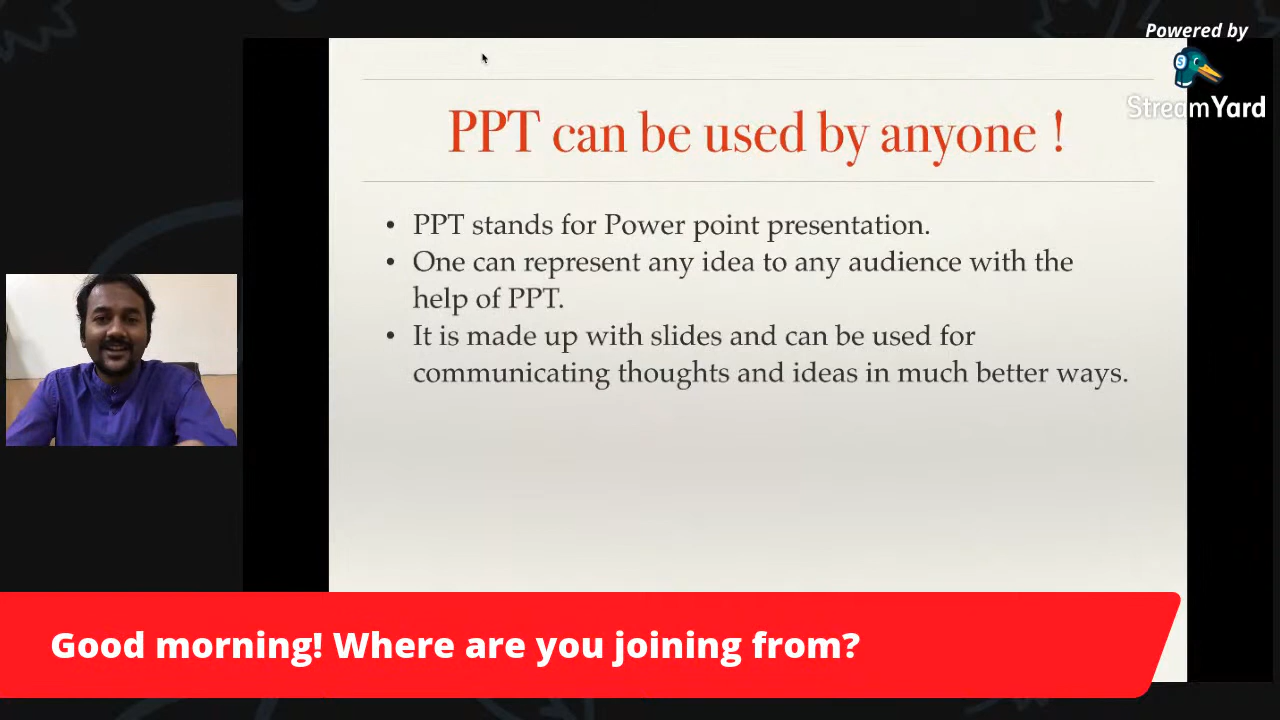 Powered by
StreamYard
PPT can be used by anyone !
• PPT stands for Power point presentation.
• One can represent any idea to any audience with the
help of PPT.
• It is made up with slides and can be used for
communicating thoughts and ideas in much better ways.
Good morning! Where are you joining from?